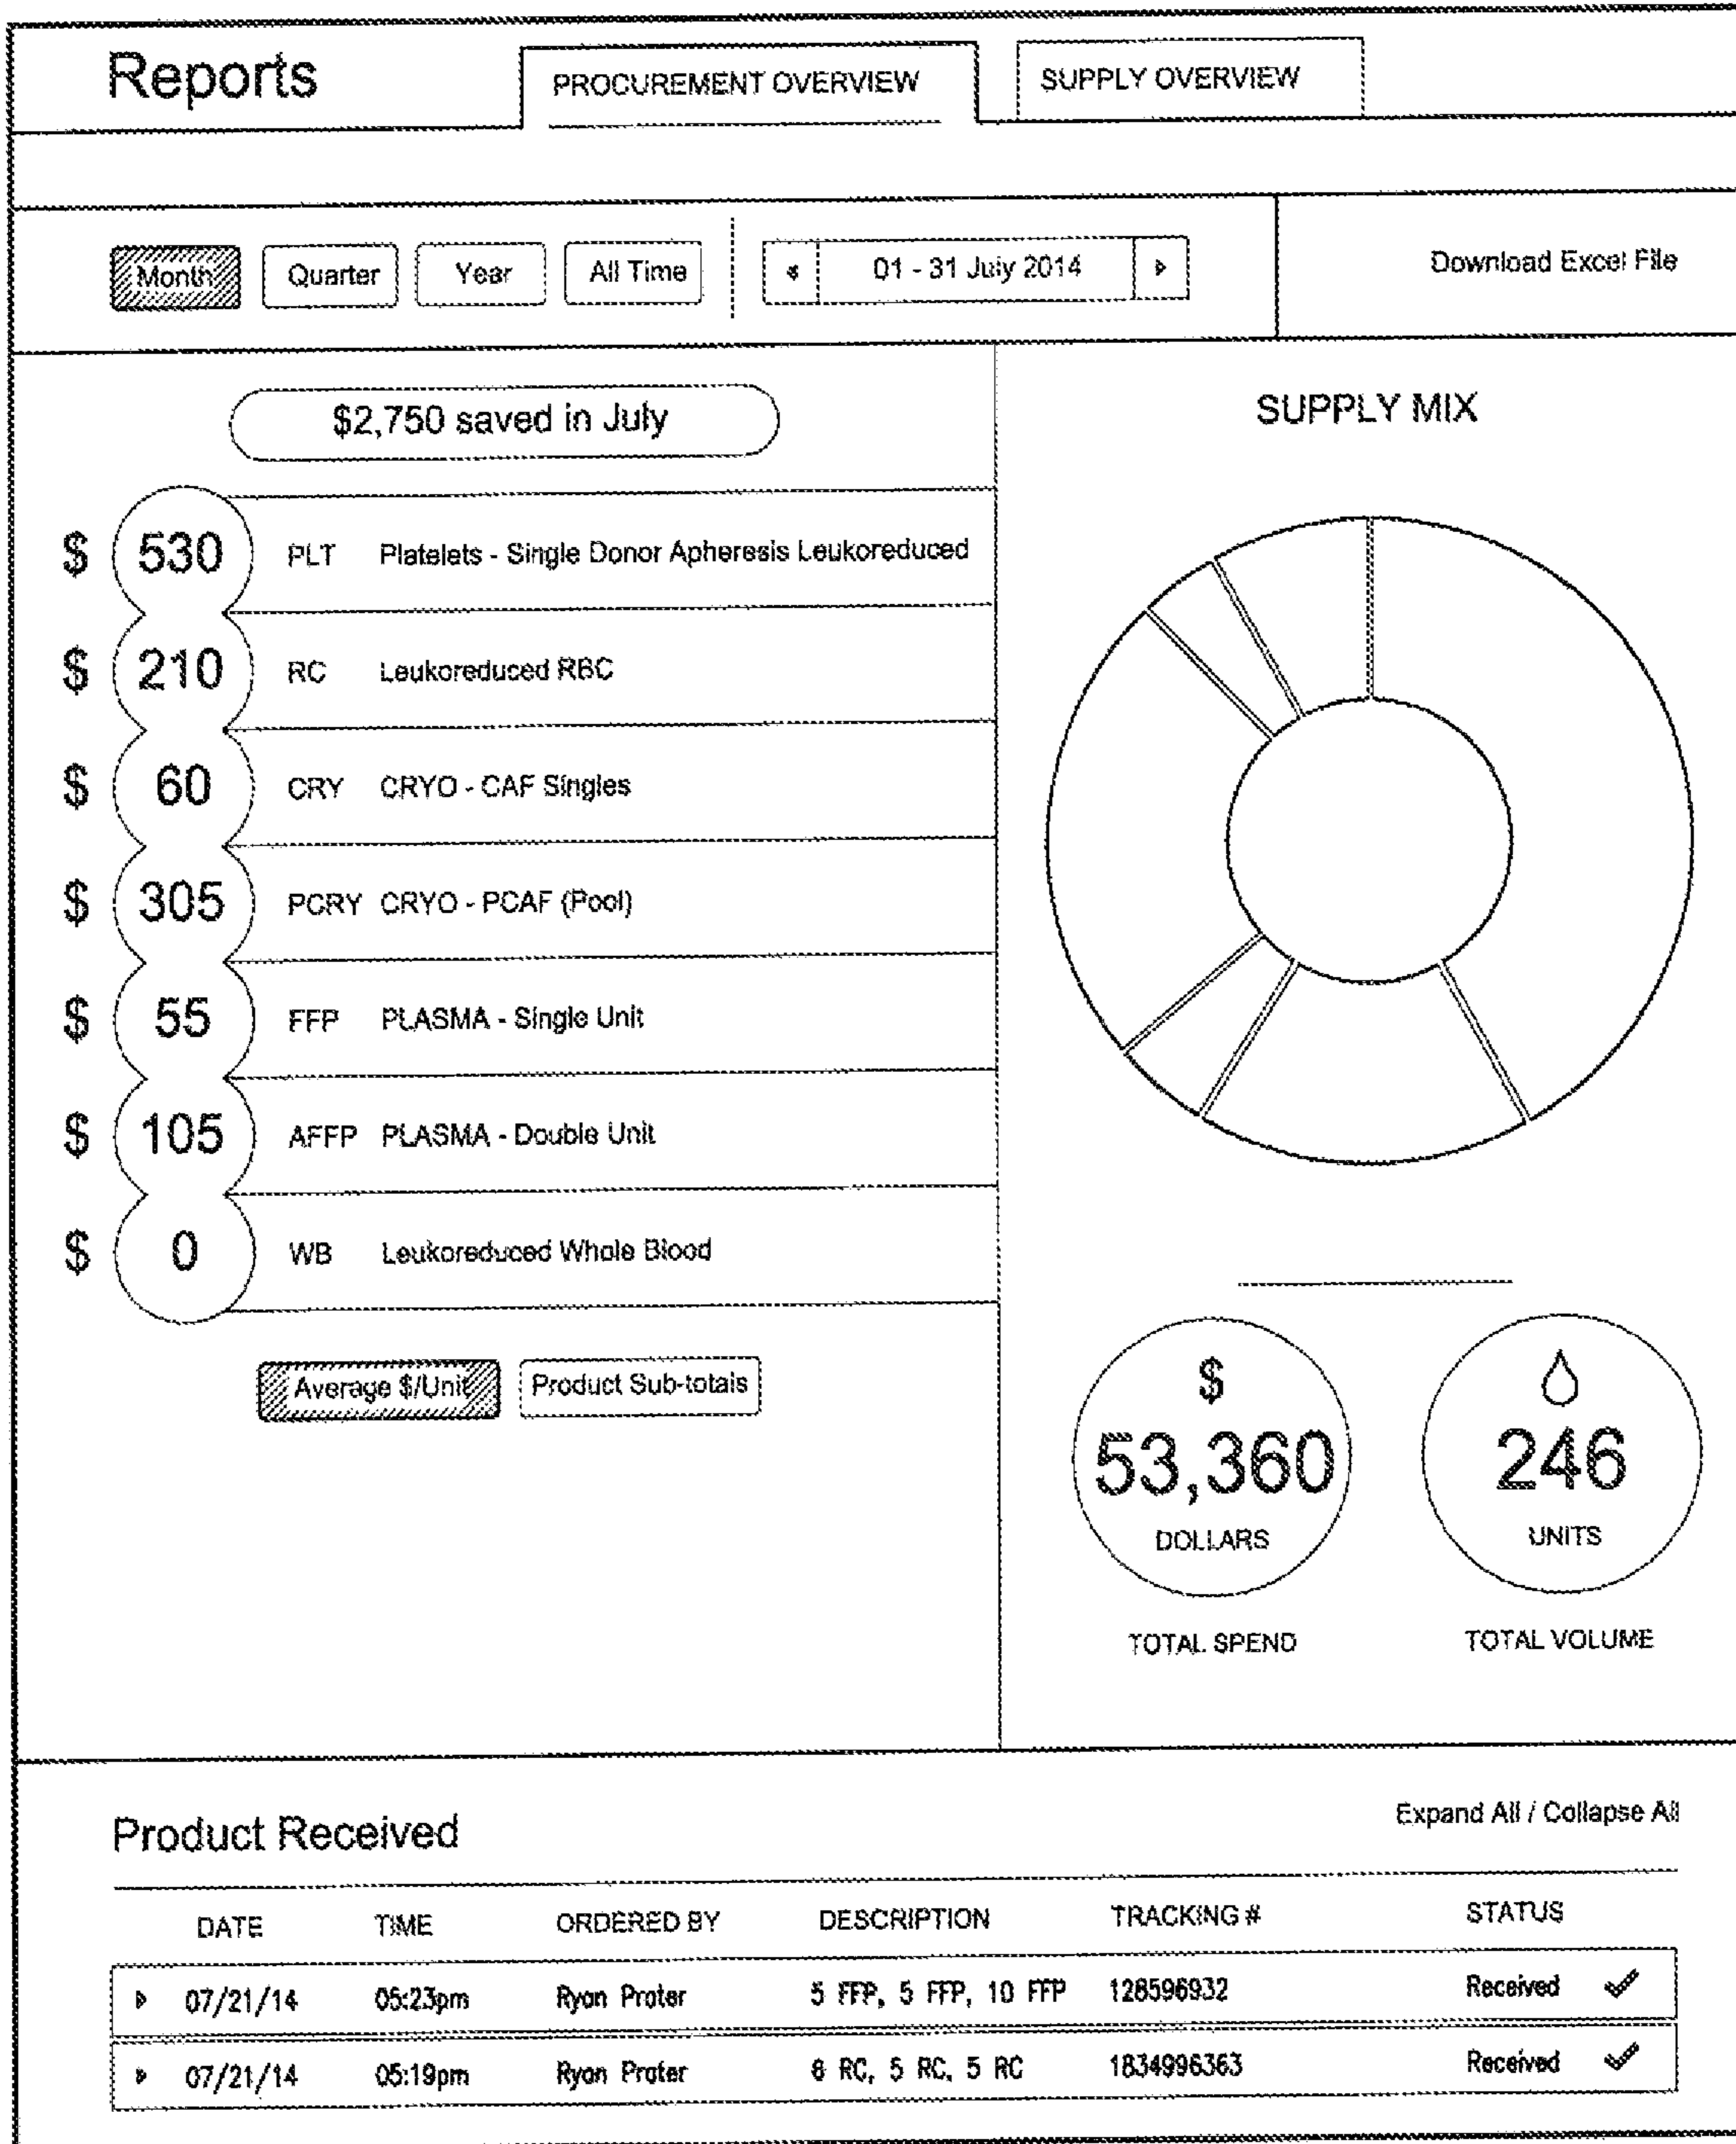 Reports
PROCUREMENT OVERVIEW
SUPPLY OVERVIEW
Month
Quarter
Year
All Time
01 - 31 July 2014
Download Excel File
$2,750 saved in July
$ 530 PLT Platelets - Single Donor Apheresis Leukoreduced
$ 210 RC Leukoreduced RBC
$ 60 CRY CRYO - CAF Singles
$ 305 PCRY CRYO - PCAF (Pool)
$ 55 FFP PLASMA - Single Unit
$ 105 AFFP PLASMA - Double Unit
$ 0 WB Leukoreduced Whole Blood
Average $/Unit
Product Sub-totals
SUPPLY MIX
$
53,360
DOLLARS
TOTAL SPEND
246
UNITS
TOTAL VOLUME
Product Received
Expand All / Collapse All
DATE TIME ORDERED BY DESCRIPTION TRACKING # STATUS
07/21/14 05:23pm Ryan Prater 5 FFP, 5 FFP, 10 FFP 128596932 Received
07/21/14 05:19pm Ryan Prater 6 RC, 5 RC, 5 RC 1834996363 Received